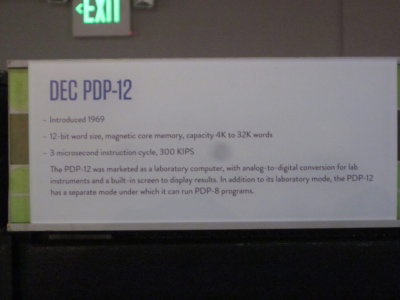 EXIT
DEC PDP-12
- Introduced 1969
- 12-bit word size, magnetic core memory, capacity 4K to 32K words
- 3 microsecond instruction cycle, 300 KIPS
The PDP-12 was marketed as a laboratory computer, with analog-to-digital conversion for lab
instruments and a built-in screen to display results. In addition to its laboratory mode, the PDP-12
has a separate mode under which it can run PDP-8 programs.